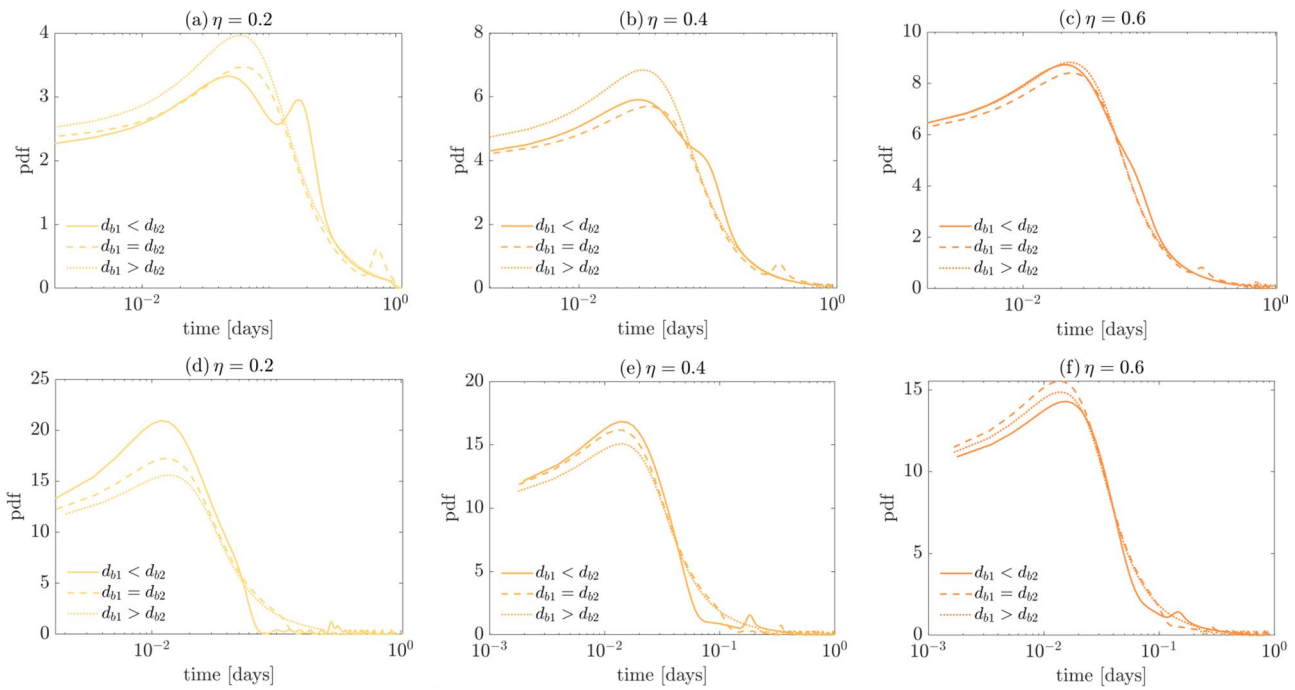 (a) η = 0.2
4
3
2
1
0
pdf
d_{b1} < d_{b2}
d_{b1} = d_{b2}
d_{b1} > d_{b2}
10^{-2}
10^{-1}
10^{0}
time [days]
(b) η = 0.4
8
6
4
2
0
pdf
d_{b1} < d_{b2}
d_{b1} = d_{b2}
d_{b1} > d_{b2}
10^{-2}
10^{-1}
10^{0}
time [days]
(c) η = 0.6
10
8
6
4
2
0
pdf
d_{b1} < d_{b2}
d_{b1} = d_{b2}
d_{b1} > d_{b2}
10^{-2}
10^{-1}
10^{0}
time [days]
(d) η = 0.2
25
20
15
10
5
0
pdf
d_{b1} < d_{b2}
d_{b1} = d_{b2}
d_{b1} > d_{b2}
10^{-2}
10^{-1}
10^{0}
time [days]
(e) η = 0.4
20
15
10
5
0
pdf
d_{b1} < d_{b2}
d_{b1} = d_{b2}
d_{b1} > d_{b2}
10^{-3}
10^{-2}
10^{-1}
10^{0}
time [days]
(f) η = 0.6
15
10
5
0
pdf
d_{b1} < d_{b2}
d_{b1} = d_{b2}
d_{b1} > d_{b2}
10^{-3}
10^{-2}
10^{-1}
10^{0}
time [days]